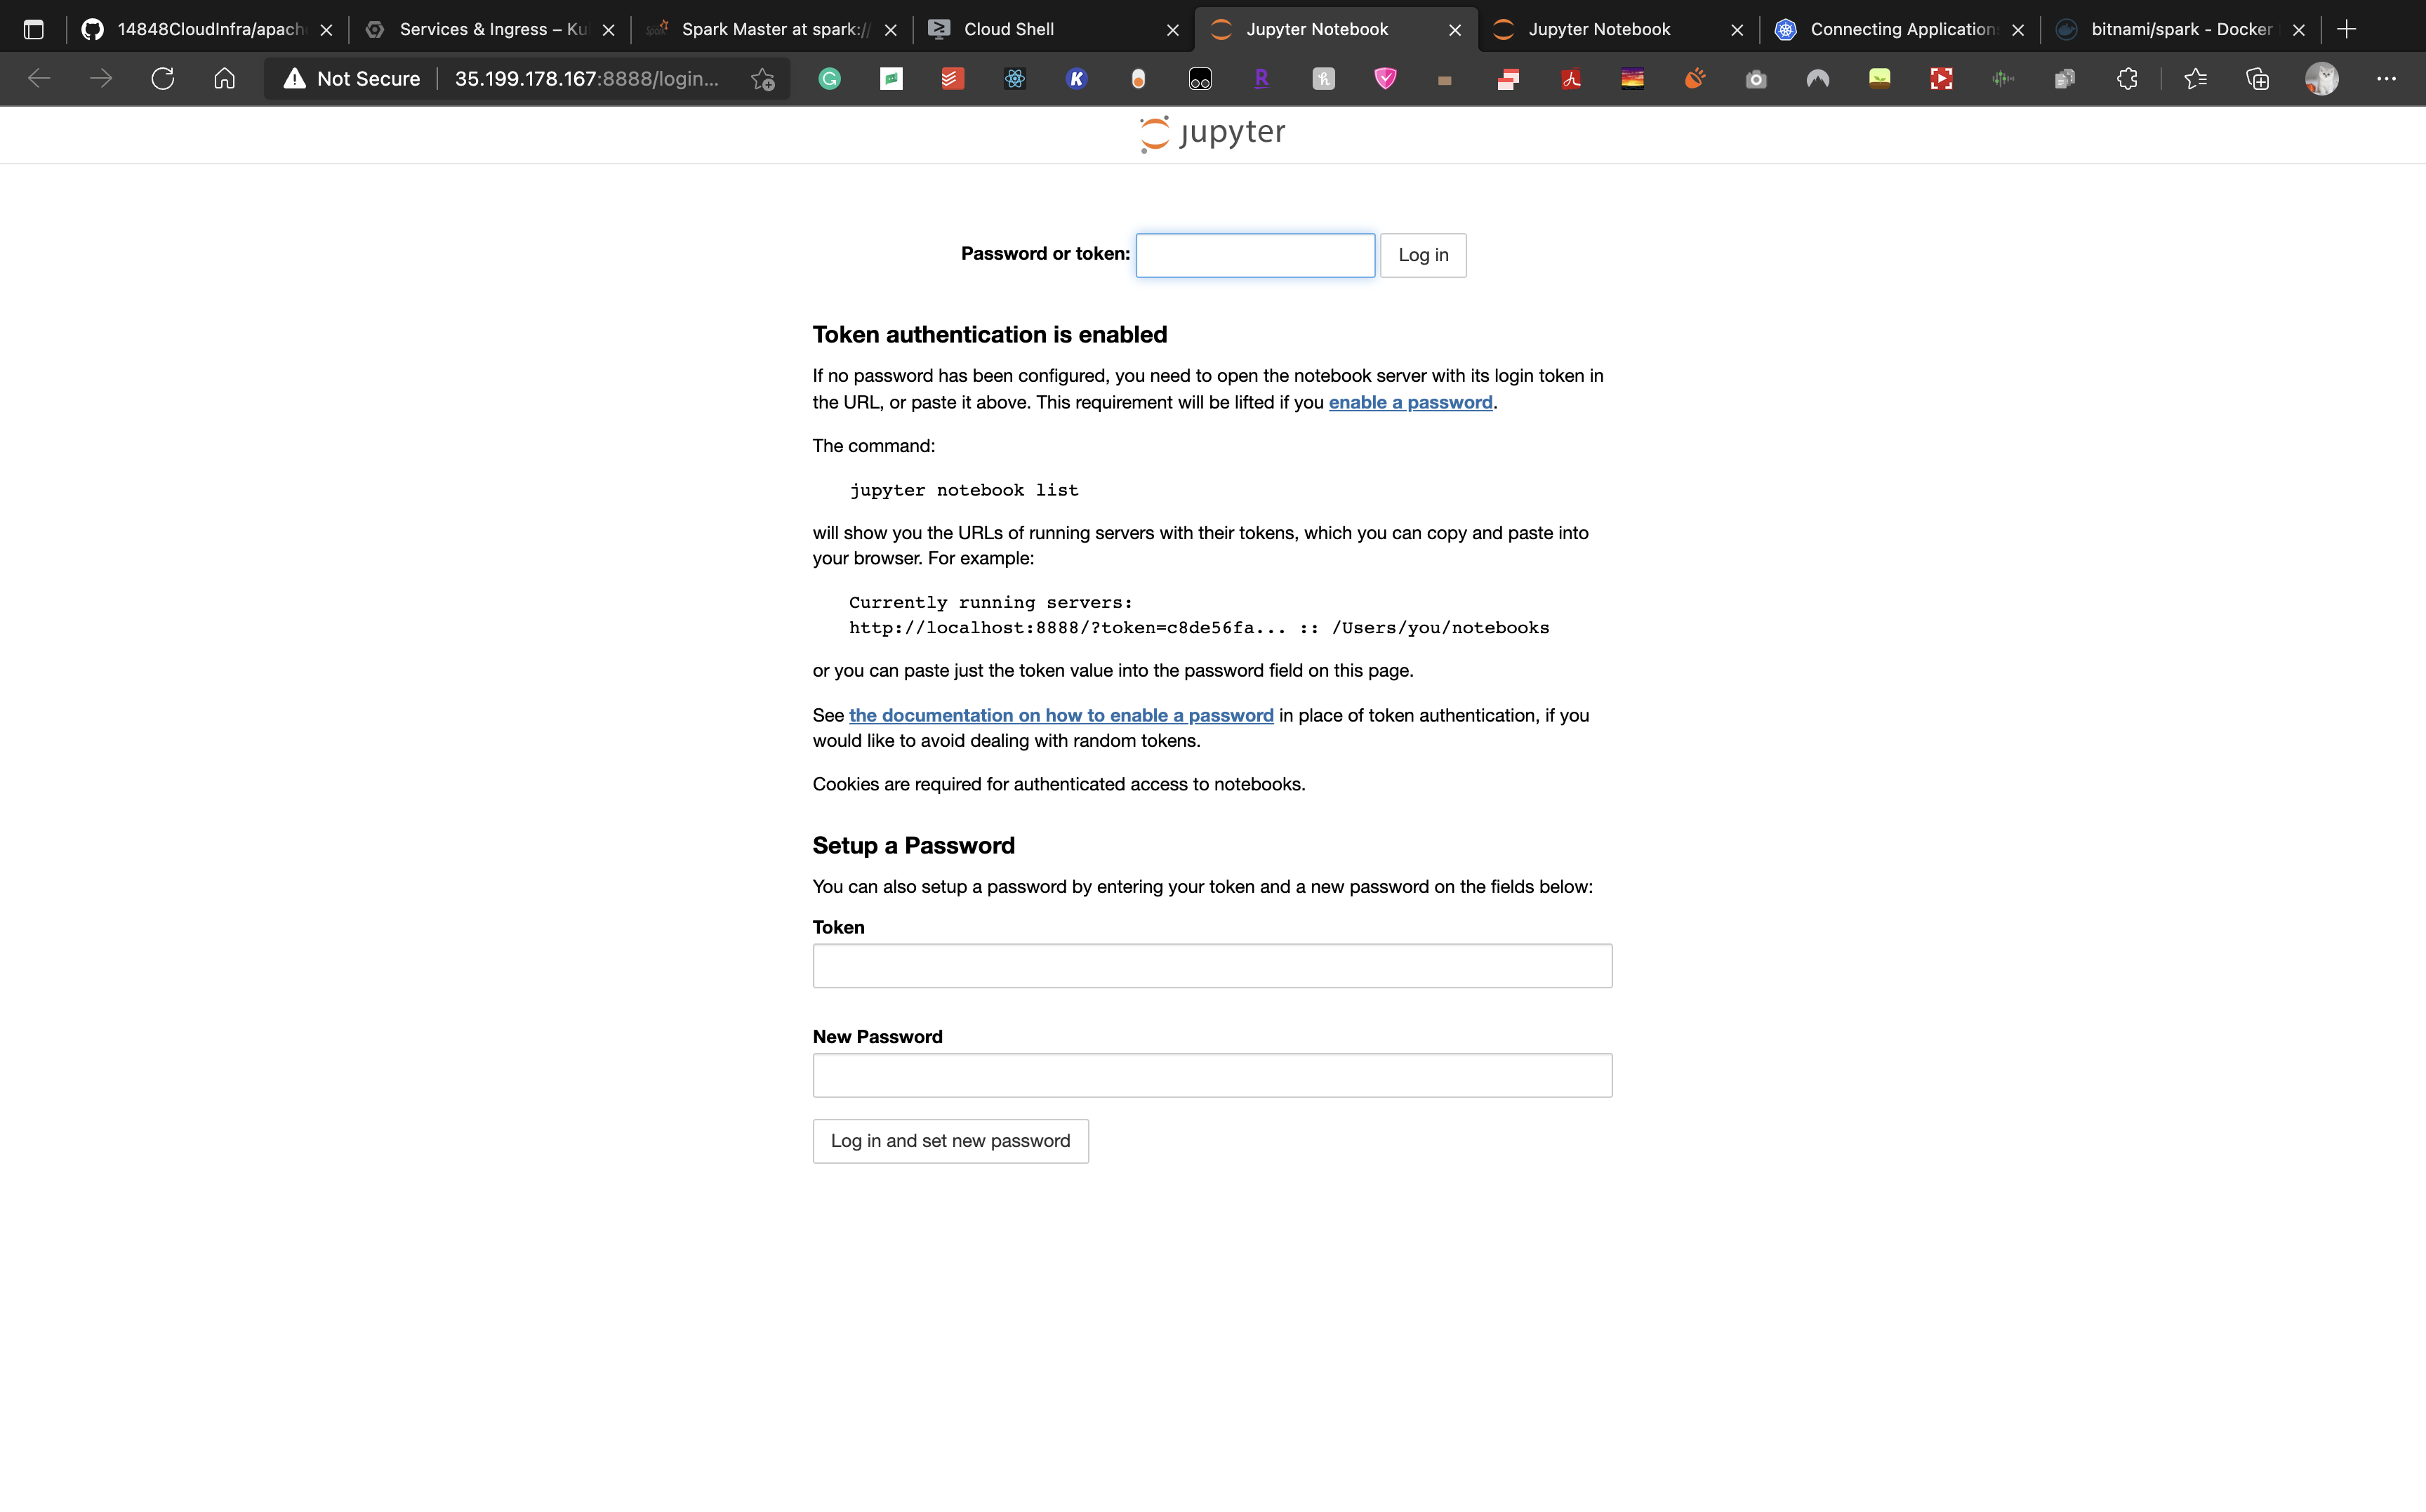 14848CloudInfra/apach
Services & Ingress – Ku
Spark Master at spark://
Cloud Shell
Jupyter Notebook
Jupyter Notebook
Connecting Application
bitnami/spark - Docker
Not Secure
35.199.178.167:8888/login...
jupyter
Password or token:
Log in
Token authentication is enabled
If no password has been configured, you need to open the notebook server with its login token in
the URL, or paste it above. This requirement will be lifted if you enable a password.
The command:
jupyter notebook list
will show you the URLs of running servers with their tokens, which you can copy and paste into
your browser. For example:
Currently running servers:
http://localhost:8888/?token=c8de56fa... :: /Users/you/notebooks
or you can paste just the token value into the password field on this page.
See the documentation on how to enable a password in place of token authentication, if you
would like to avoid dealing with random tokens.
Cookies are required for authenticated access to notebooks.
Setup a Password
You can also setup a password by entering your token and a new password on the fields below:
Token
New Password
Log in and set new password